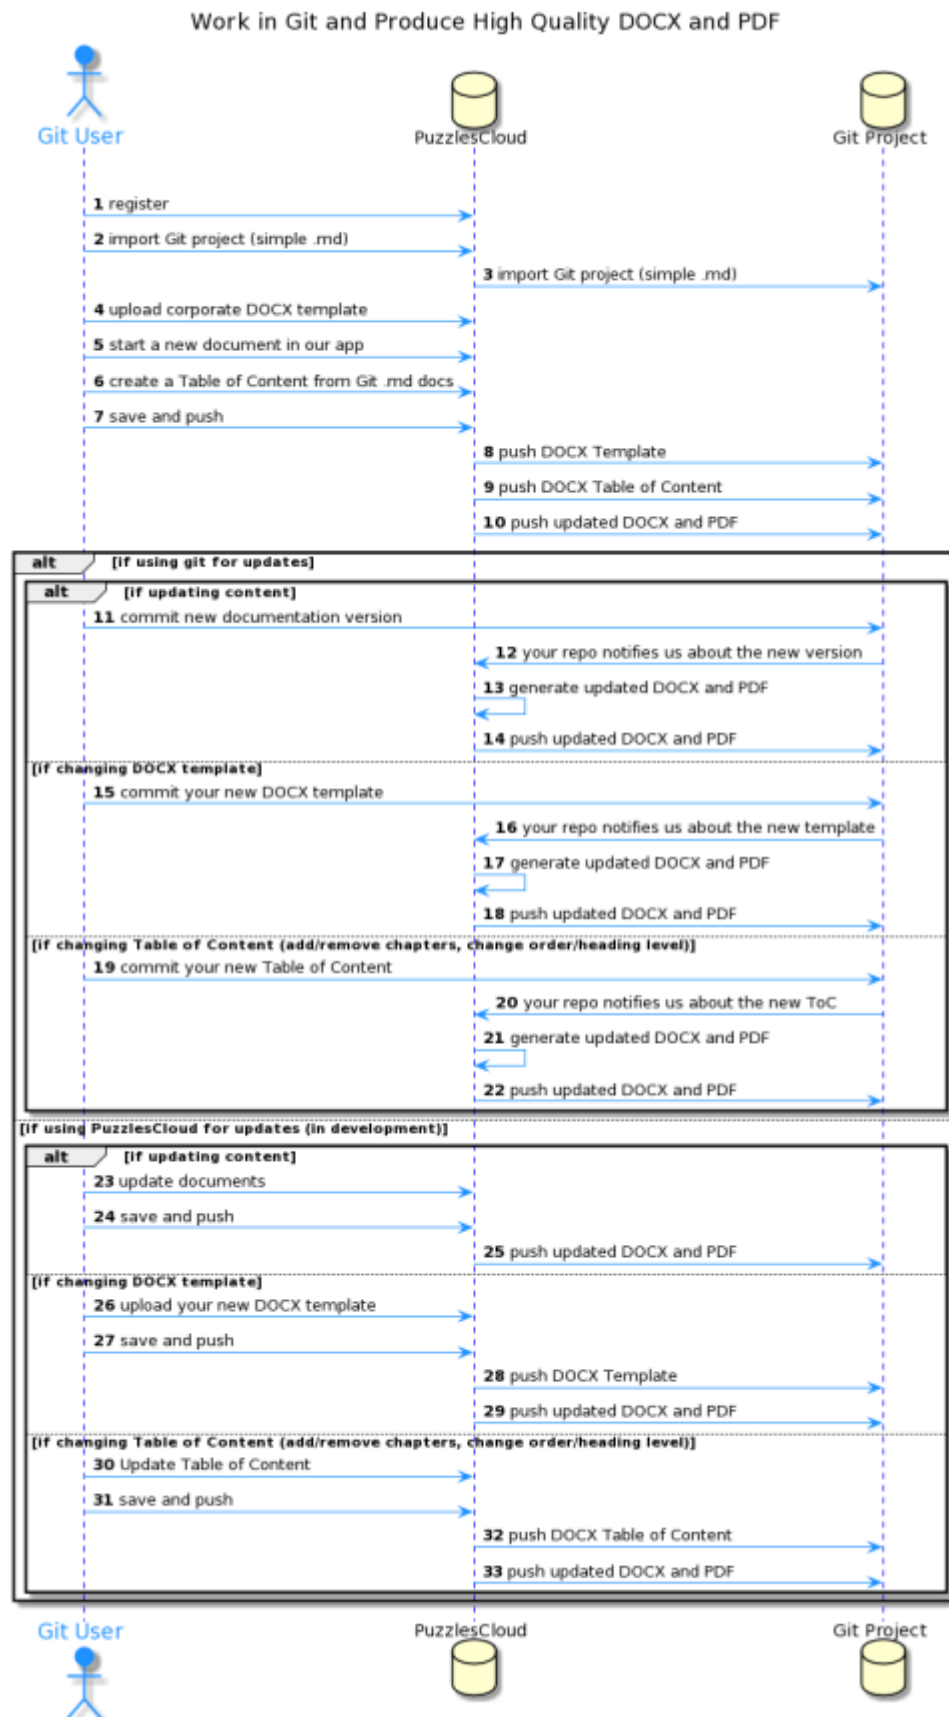 Work in Git and Produce High Quality DOCX and PDF
Git User
PuzzlesCloud
Git Project
1 register
2 import Git project (simple .md)
3 import Git project (simple .md)
4 upload corporate DOCX template
5 start a new document in our app
6 create a Table of Content from Git .md docs
7 save and push
8 push DOCX Template
9 push DOCX Table of Content
10 push updated DOCX and PDF
alt [if using git for updates]
alt [if updating content]
11 commit new documentation version
12 your repo notifies us about the new version
13 generate updated DOCX and PDF
14 push updated DOCX and PDF
[if changing DOCX template]
15 commit your new DOCX template
16 your repo notifies us about the new template
17 generate updated DOCX and PDF
18 push updated DOCX and PDF
[if changing Table of Content (add/remove chapters, change order/heading level)]
19 commit your new Table of Content
20 your repo notifies us about the new ToC
21 generate updated DOCX and PDF
22 push updated DOCX and PDF
[if using PuzzlesCloud for updates (in development)]
alt [if updating content]
23 update documents
24 save and push
25 push updated DOCX and PDF
[if changing DOCX template]
26 upload your new DOCX template
27 save and push
28 push DOCX Template
29 push updated DOCX and PDF
[if changing Table of Content (add/remove chapters, change order/heading level)]
30 Update Table of Content
31 save and push
32 push DOCX Table of Content
33 push updated DOCX and PDF
Git User
PuzzlesCloud
Git Project